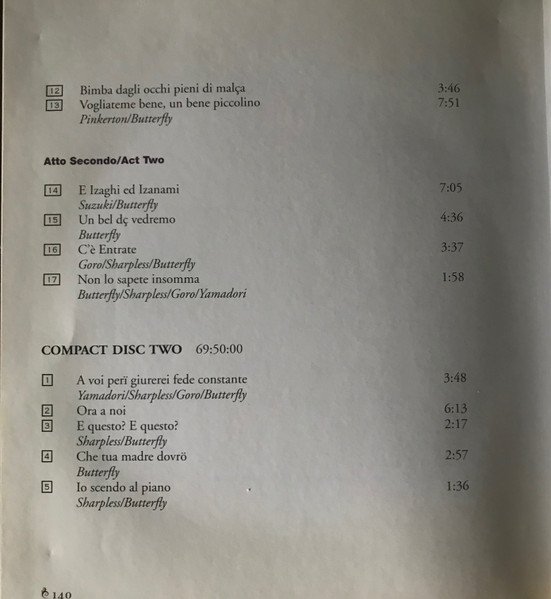 12 Bimba dagli occhi pieni di malça 3:46
13 Vogliateme bene, un bene piccolino 7:51
Pinkerton/Butterfly
Atto Secondo/Act Two
14 E Izaghi ed Izanami 7:05
Suzuki/Butterfly
15 Un bel dç vedremo 4:36
Butterfly
16 C'è Entrate 3:37
Goro/Sharpless/Butterfly
17 Non lo sapete insomma 1:58
Butterfly/Sharpless/Goro/Yamadori
COMPACT DISC TWO 69:50:00
1 A voi perï giurerei fede constante 3:48
Yamadori/Sharpless/Goro/Butterfly
2 Ora a noi 6:13
3 E questo? E questo? 2:17
Sharpless/Butterfly
4 Che tua madre dovrö 2:57
Butterfly
5 Io scendo al piano 1:36
Sharpless/Butterfly
140